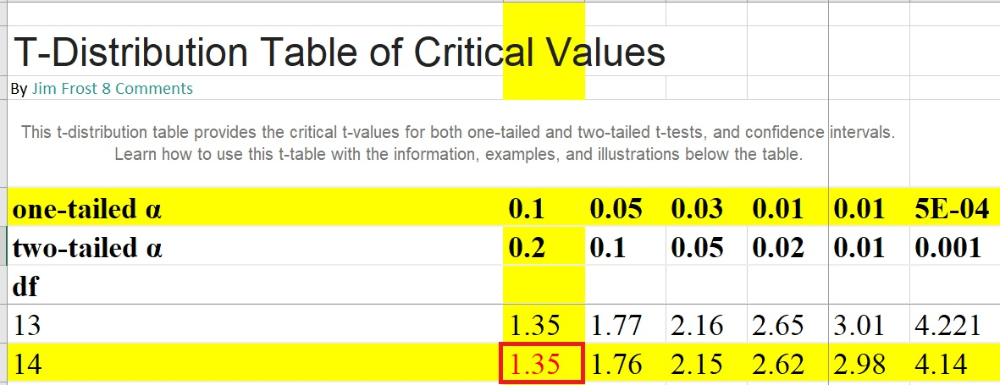 T-Distribution Table of Critical Values
By Jim Frost 8 Comments
This t-distribution table provides the critical t-values for both one-tailed and two-tailed t-tests, and confidence intervals.
Learn how to use this t-table with the information, examples, and illustrations below the table.
one-tailed α 0.1 0.05 0.03 0.01 0.01 5E-04
two-tailed α 0.2 0.1 0.05 0.02 0.01 0.001
df
13 1.35 1.77 2.16 2.65 3.01 4.221
14 1.35 1.76 2.15 2.62 2.98 4.14